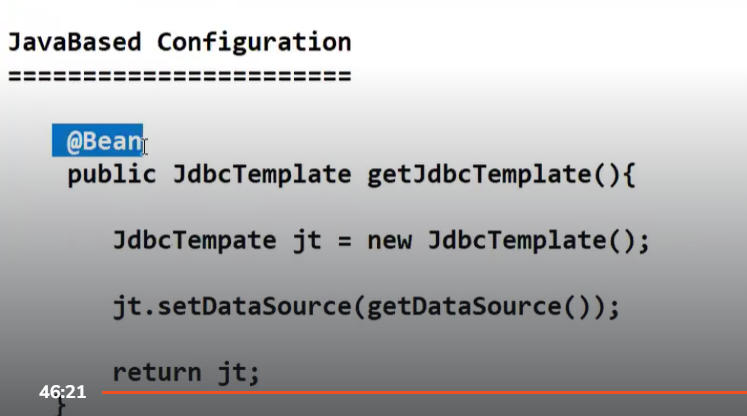 JavaBased Configuration
=======================
@Bean
public JdbcTemplate getJdbcTemplate(){
JdbcTempate jt = new JdbcTemplate();
jt.setDataSource(getDataSource());
return jt;
46:21
}